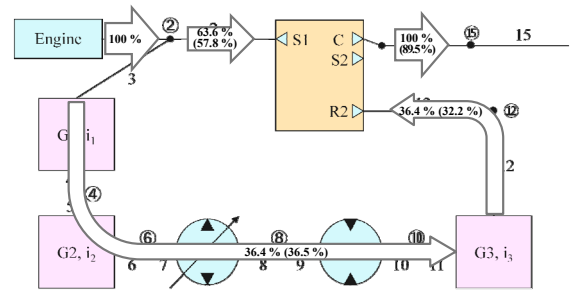 Engine
100 %
②
63.6 %
(57.8 %)
S1
C
S2
R2
100 %
(89.5%)
⑮
15
3
G
i₁
36.4 % (32.2 %)
⑫
2
④
G2, i₂
⑥
⑧
⑩
36.4 % (36.5 %)
6
7
8
9
10
11
G3, i₃